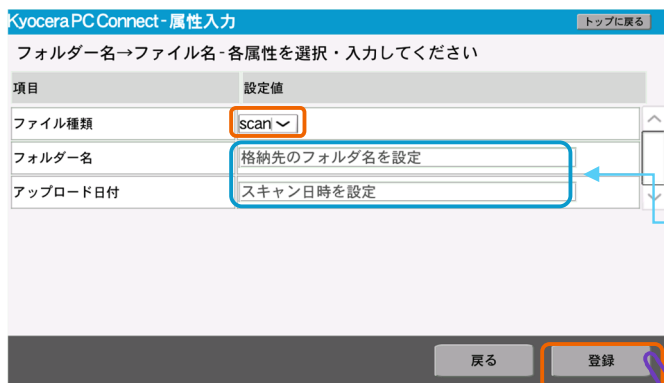 Kyocera PC Connect - 属性入力
トップに戻る
フォルダー名→ファイル名 - 各属性を選択・入力してください
項目 設定値
ファイル種類 scan
フォルダー名 格納先のフォルダ名を設定
アップロード日付 スキャン日時を設定
戻る 登録